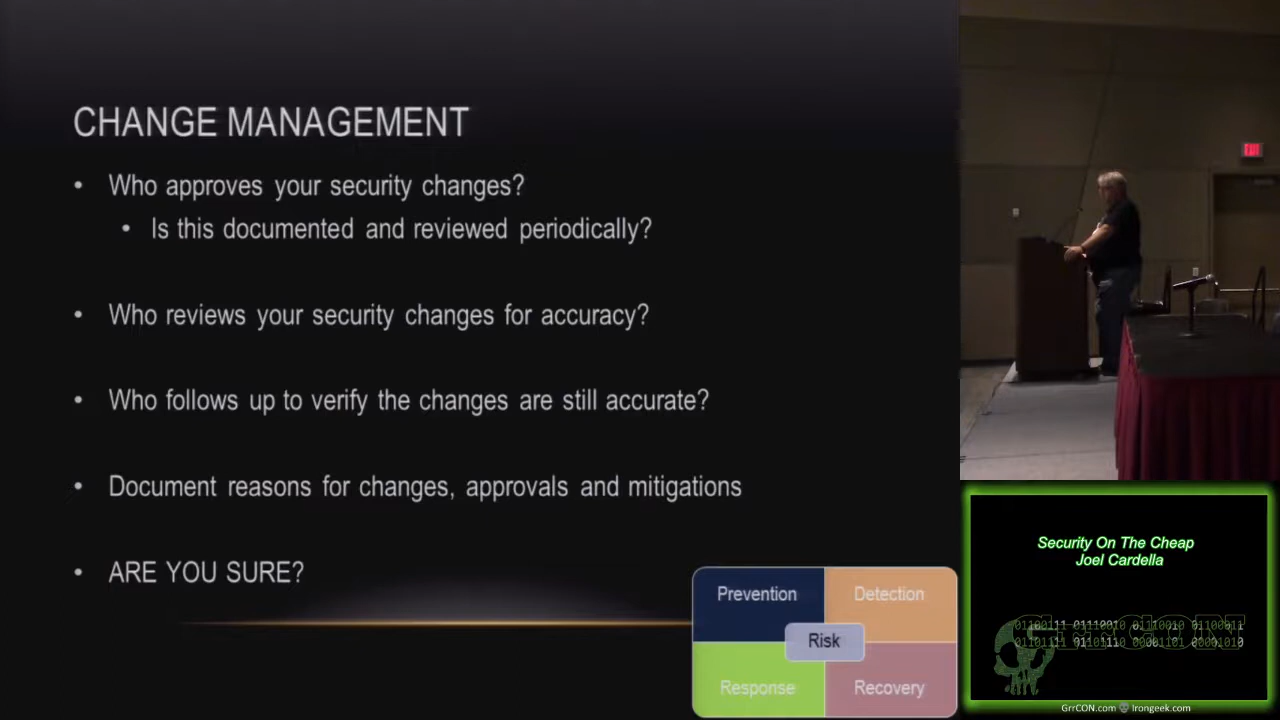 CHANGE MANAGEMENT
• Who approves your security changes?
• Is this documented and reviewed periodically?
• Who reviews your security changes for accuracy?
• Who follows up to verify the changes are still accurate?
• Document reasons for changes, approvals and mitigations
• ARE YOU SURE?
Prevention
Detection
Risk
Response
Recovery
Security On The Cheap
Joel Cardella
GrrCON
GrrCON.com Irongeek.com